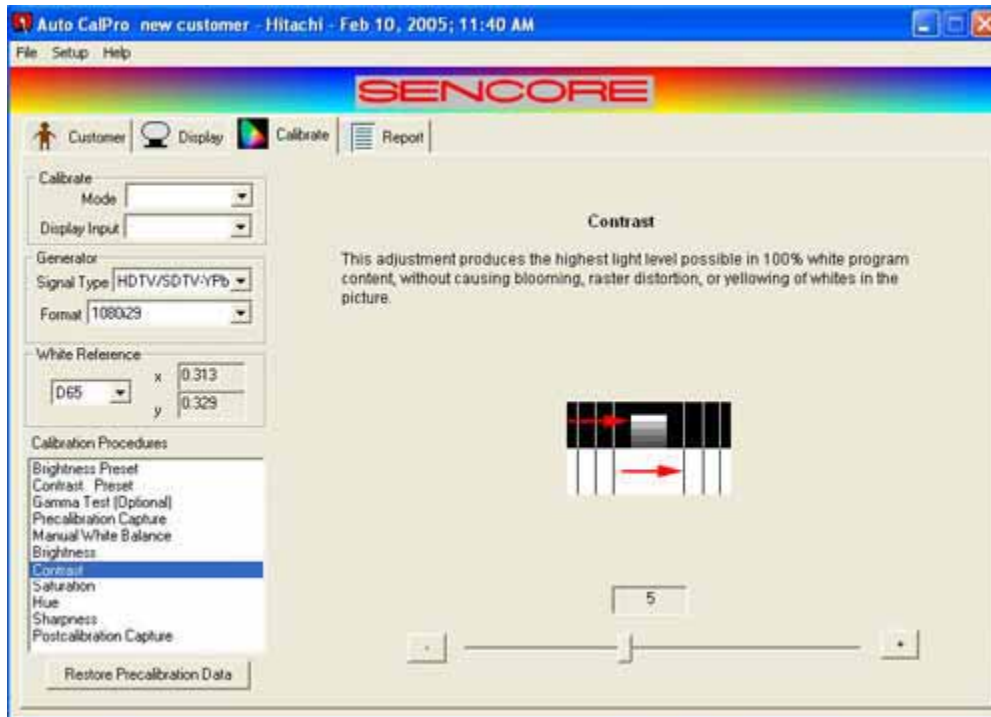 Auto CalPro new customer - Hitachi - Feb 10, 2005; 11:40 AM
File Setup Help
SENCORE
Customer Display Calibrate Report
Calibrate
Mode
Display Input
Generator
Signal Type HDTV/SDTV-YPb
Format 1080i29
White Reference
D65
x 0.313
y 0.329
Calibration Procedures
Brightness Preset
Contrast Preset
Gamma Test (Optional)
Precalibration Capture
Manual White Balance
Brightness
Contrast
Saturation
Hue
Sharpness
Postcalibration Capture
Restore Precalibration Data
Contrast
This adjustment produces the highest light level possible in 100% white program
content, without causing blooming, raster distortion, or yellowing of whites in the
picture.
5
- +